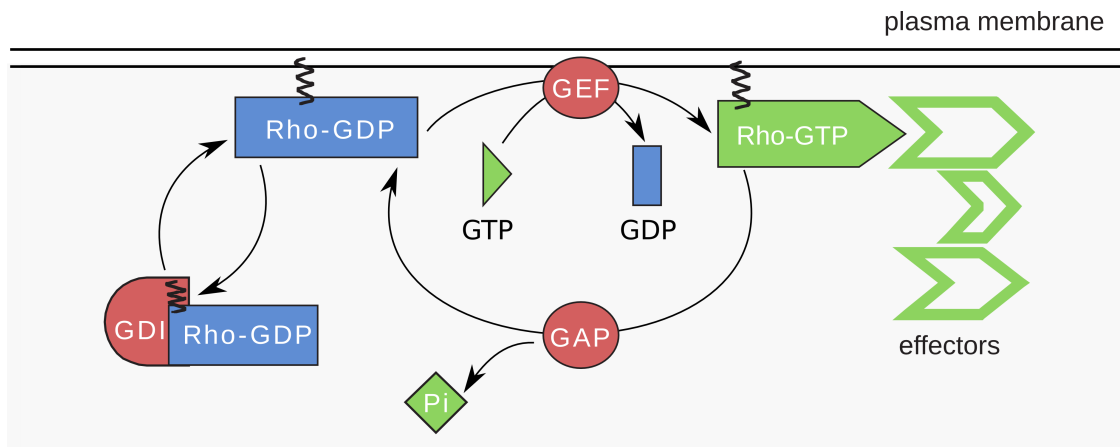 plasma membrane
GEF
Rho-GDP
Rho-GTP
GTP
GDP
GDI
Rho-GDP
GAP
effectors
Pi